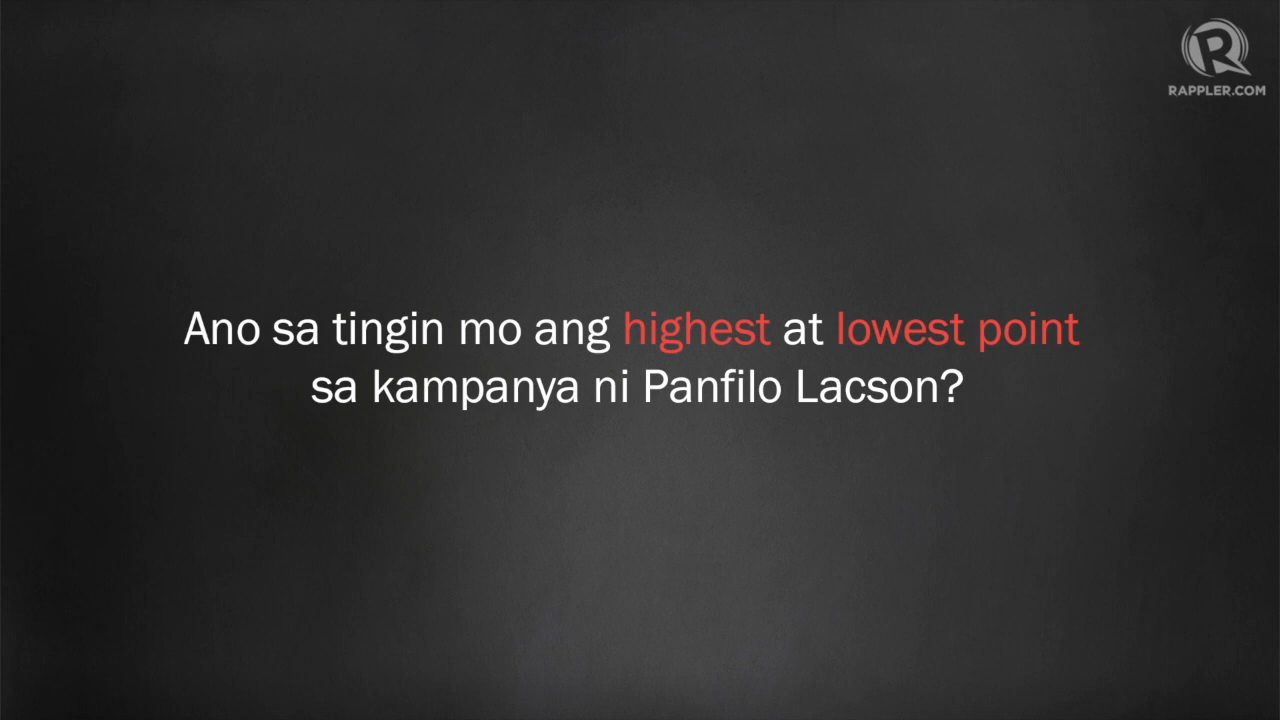 RAPPLER.COM
Ano sa tingin mo ang highest at lowest point
sa kampanya ni Panfilo Lacson?